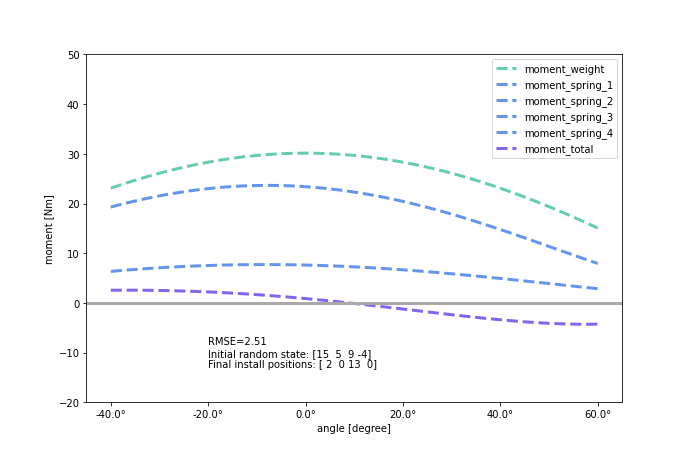 50
40
30
20
10
0
−10
−20
moment [Nm]
moment_weight
moment_spring_1
moment_spring_2
moment_spring_3
moment_spring_4
moment_total
RMSE=2.51
Initial random state: [15  5  9 -4]
Final install positions: [ 2  0 13  0]
-40.0° -20.0° 0.0° 20.0° 40.0° 60.0°
angle [degree]